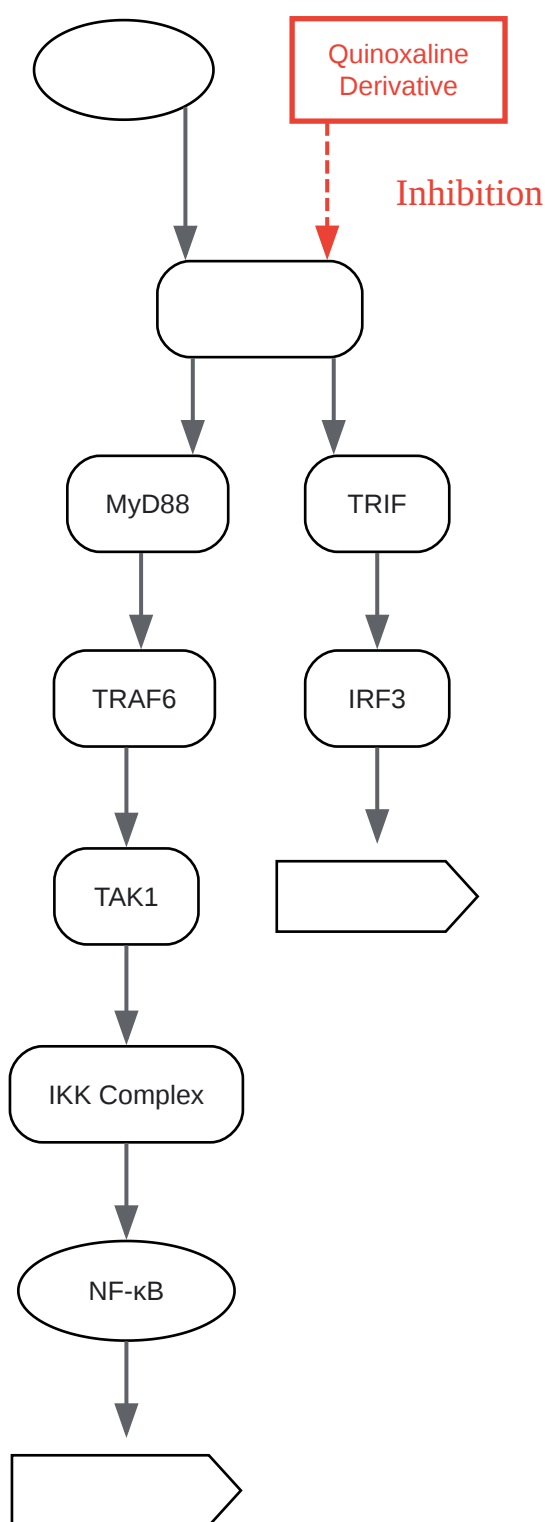 Quinoxaline
Derivative
Inhibition
MyD88
TRIF
TRAF6
IRF3
TAK1
IKK Complex
NF-κB